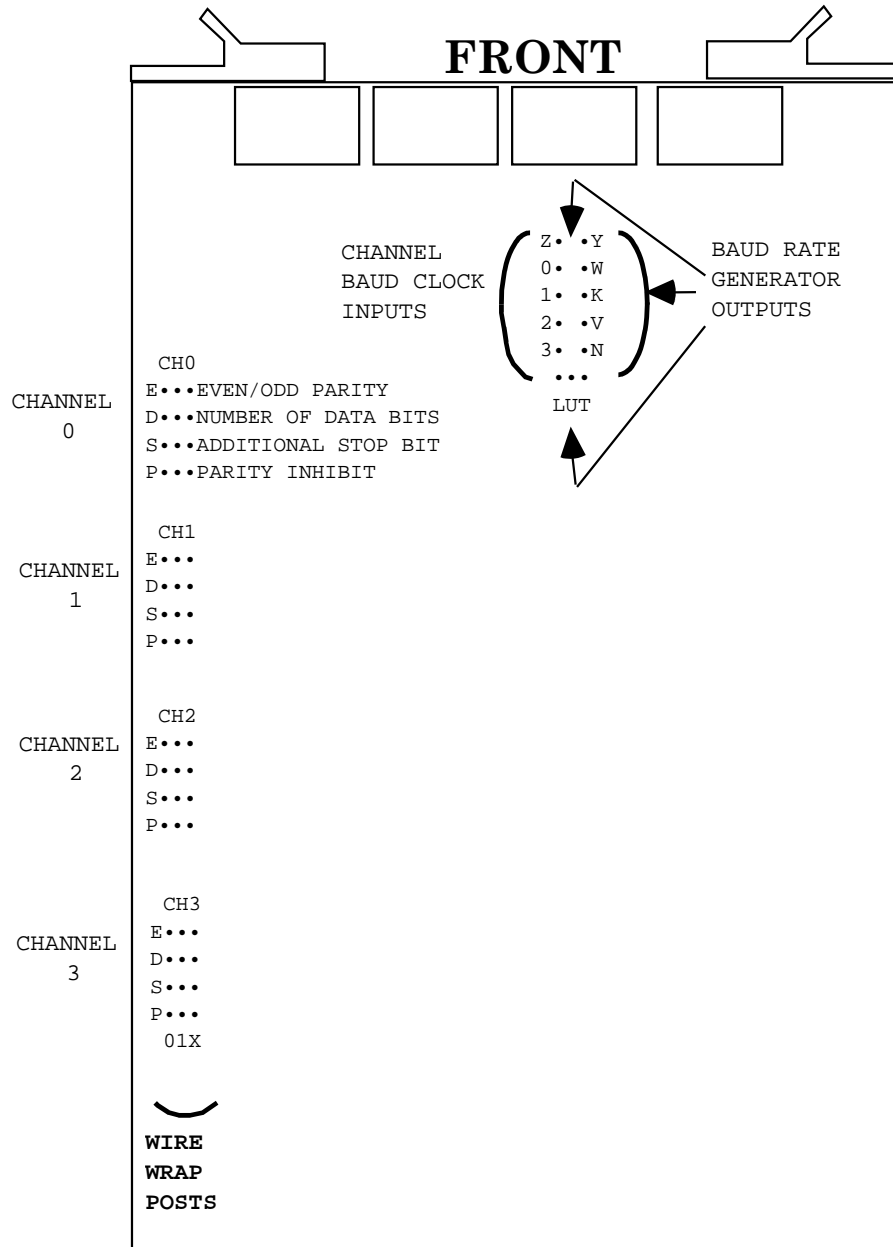 FRONT
CHANNEL
BAUD CLOCK
INPUTS
Z• •Y
0• •W
1• •K
2• •V
3• •N
•••
LUT
BAUD RATE
GENERATOR
OUTPUTS
CHANNEL
0
CH0
E•••EVEN/ODD PARITY
D•••NUMBER OF DATA BITS
S•••ADDITIONAL STOP BIT
P•••PARITY INHIBIT
CHANNEL
1
CH1
E•••
D•••
S•••
P•••
CHANNEL
2
CH2
E•••
D•••
S•••
P•••
CHANNEL
3
CH3
E•••
D•••
S•••
P•••
01X
WIRE
WRAP
POSTS